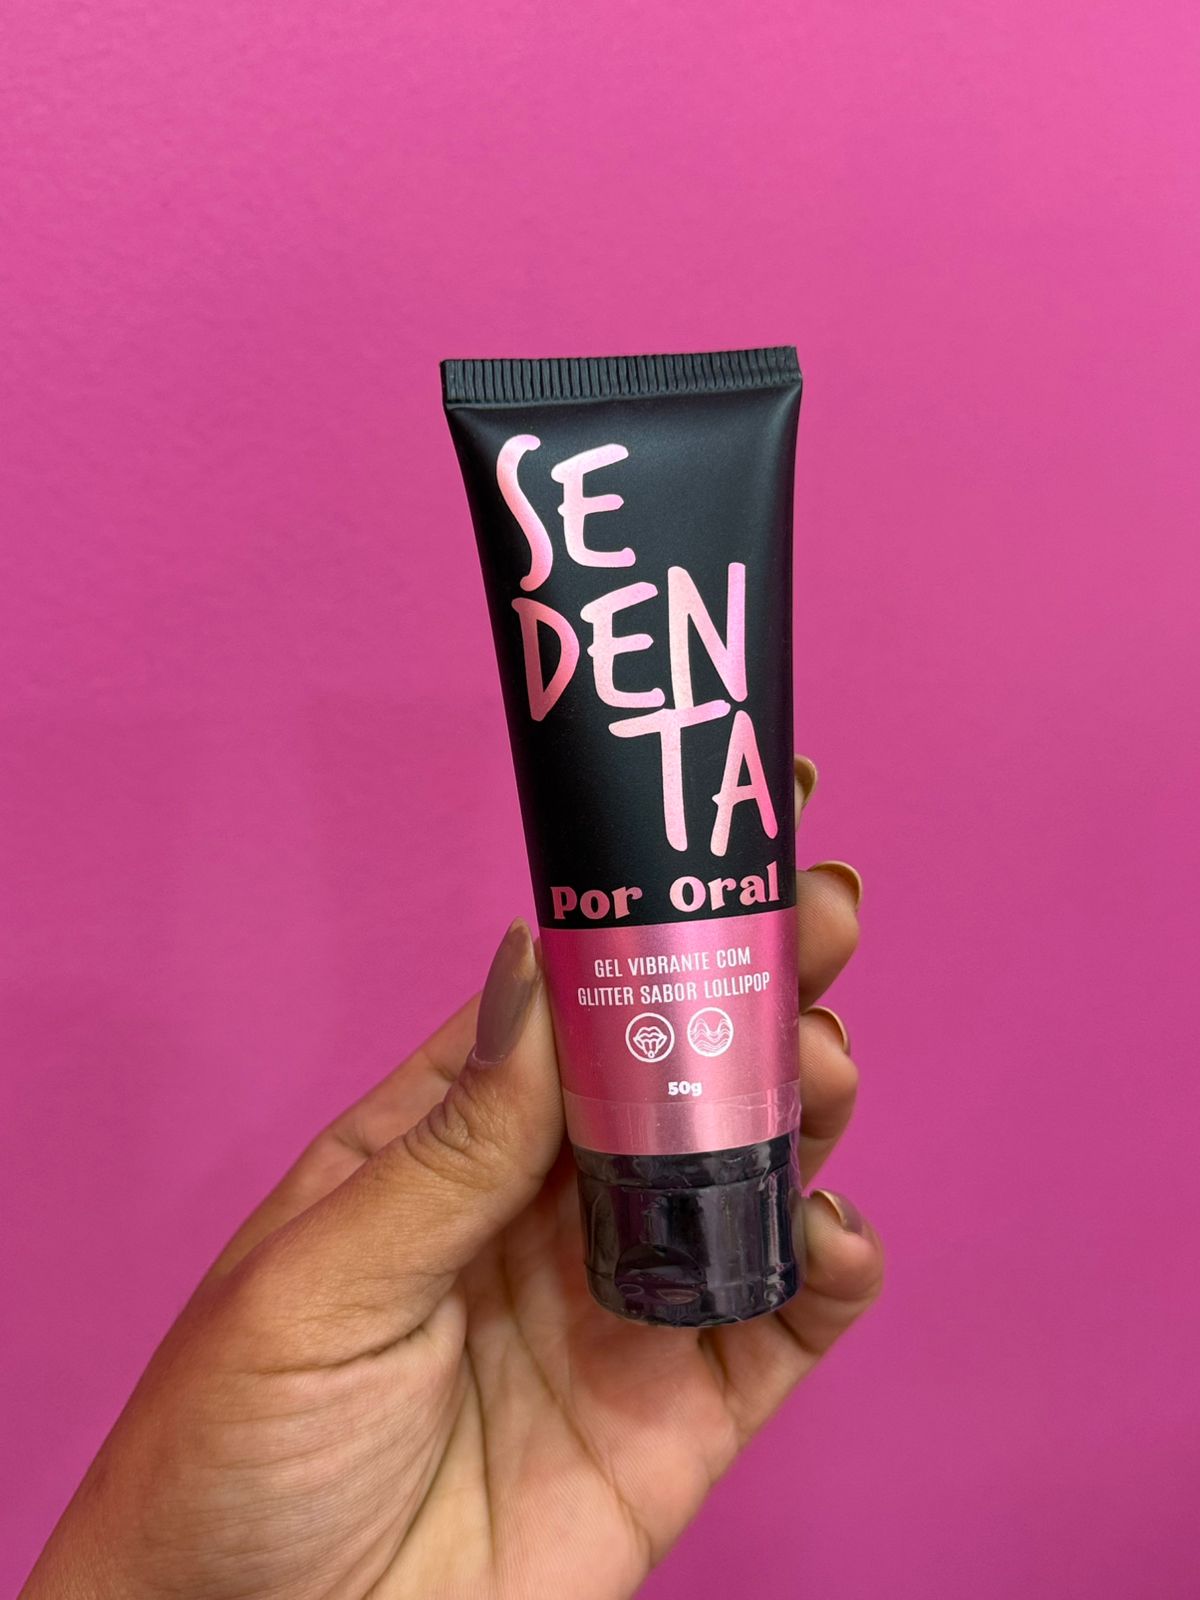 SE
DEN
TA
Por Oral
GEL VIBRANTE COM
GLITTER SABOR LOLLIPOP
50g